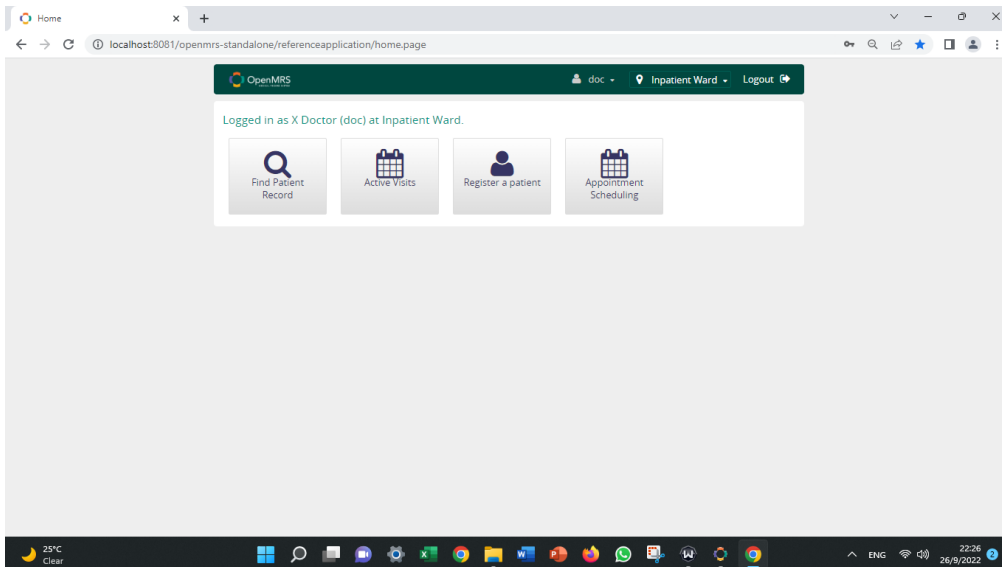 Home
localhost:8081/openmrs-standalone/referenceapplication/home.page
OpenMRS
doc
Inpatient Ward
Logout
Logged in as X Doctor (doc) at Inpatient Ward.
Find Patient
Record
Active Visits
Register a patient
Appointment
Scheduling
25°C
Clear
ENG
22:26
26/9/2022
2